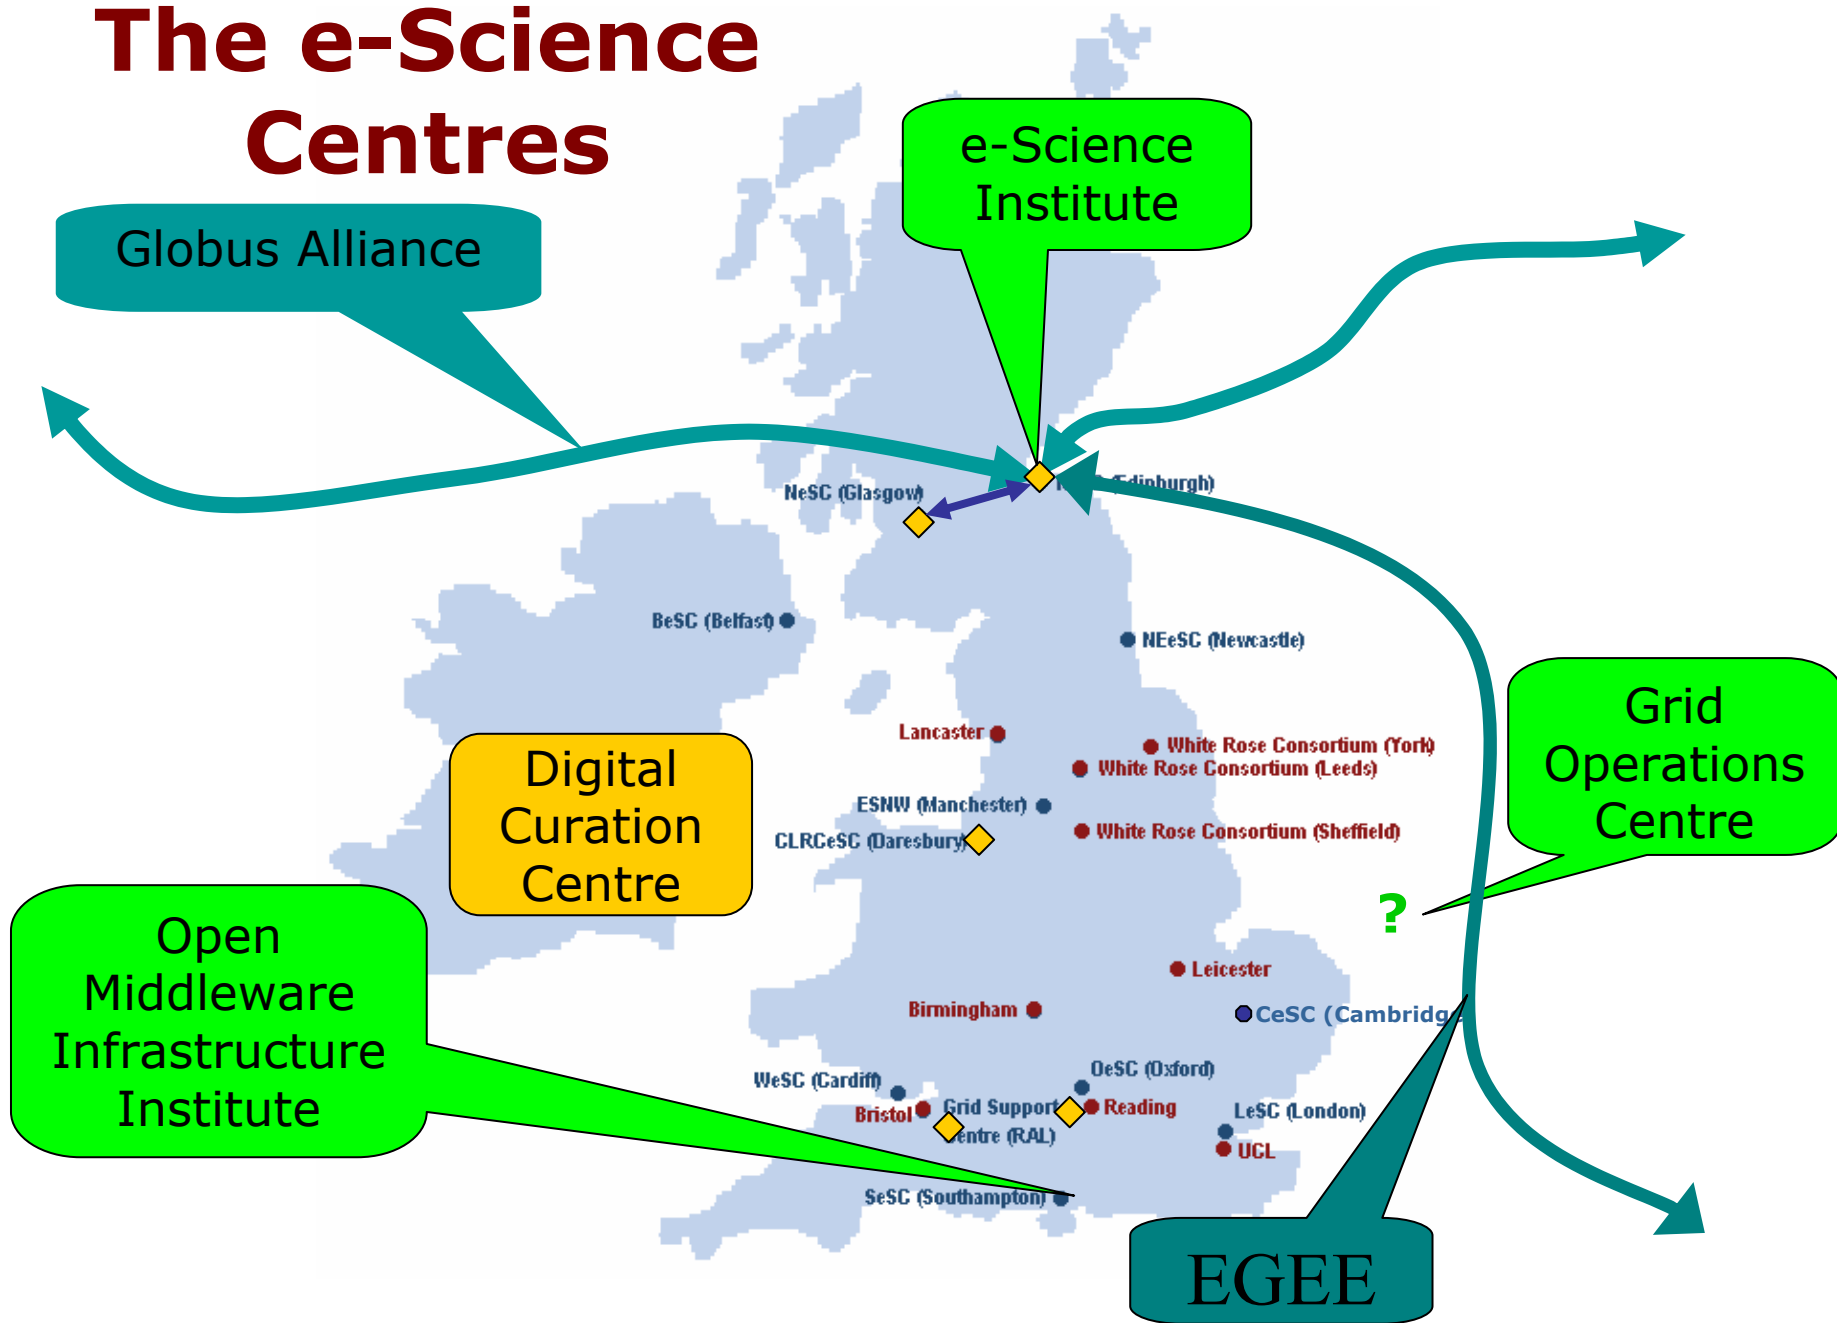 The e-Science
Centres
e-Science
Institute
Globus Alliance
NeSC (Glasgow)
(Edinburgh)
BeSC (Belfast)
NEeSC (Newcastle)
Grid
Operations
Centre
Lancaster
White Rose Consortium (York)
White Rose Consortium (Leeds)
Digital
Curation
Centre
ESNW (Manchester)
CLRCeSC (Daresbury)
White Rose Consortium (Sheffield)
?
Open
Middleware
Infrastructure
Institute
Leicester
Birmingham
CeSC (Cambridge
OeSC (Oxford)
WeSC (Cardiff)
Bristol
Grid Support
Centre (RAL)
Reading
LeSC (London)
UCL
SeSC (Southampton)
EGEE